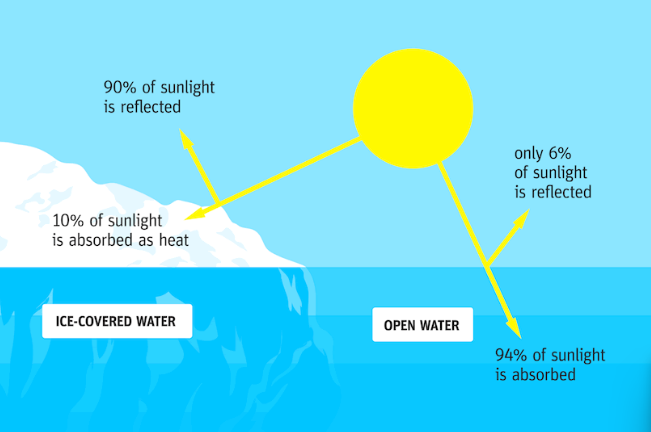 90% of sunlight
is reflected
only 6%
of sunlight
is reflected
10% of sunlight
is absorbed as heat
ICE-COVERED WATER
OPEN WATER
94% of sunlight
is absorbed